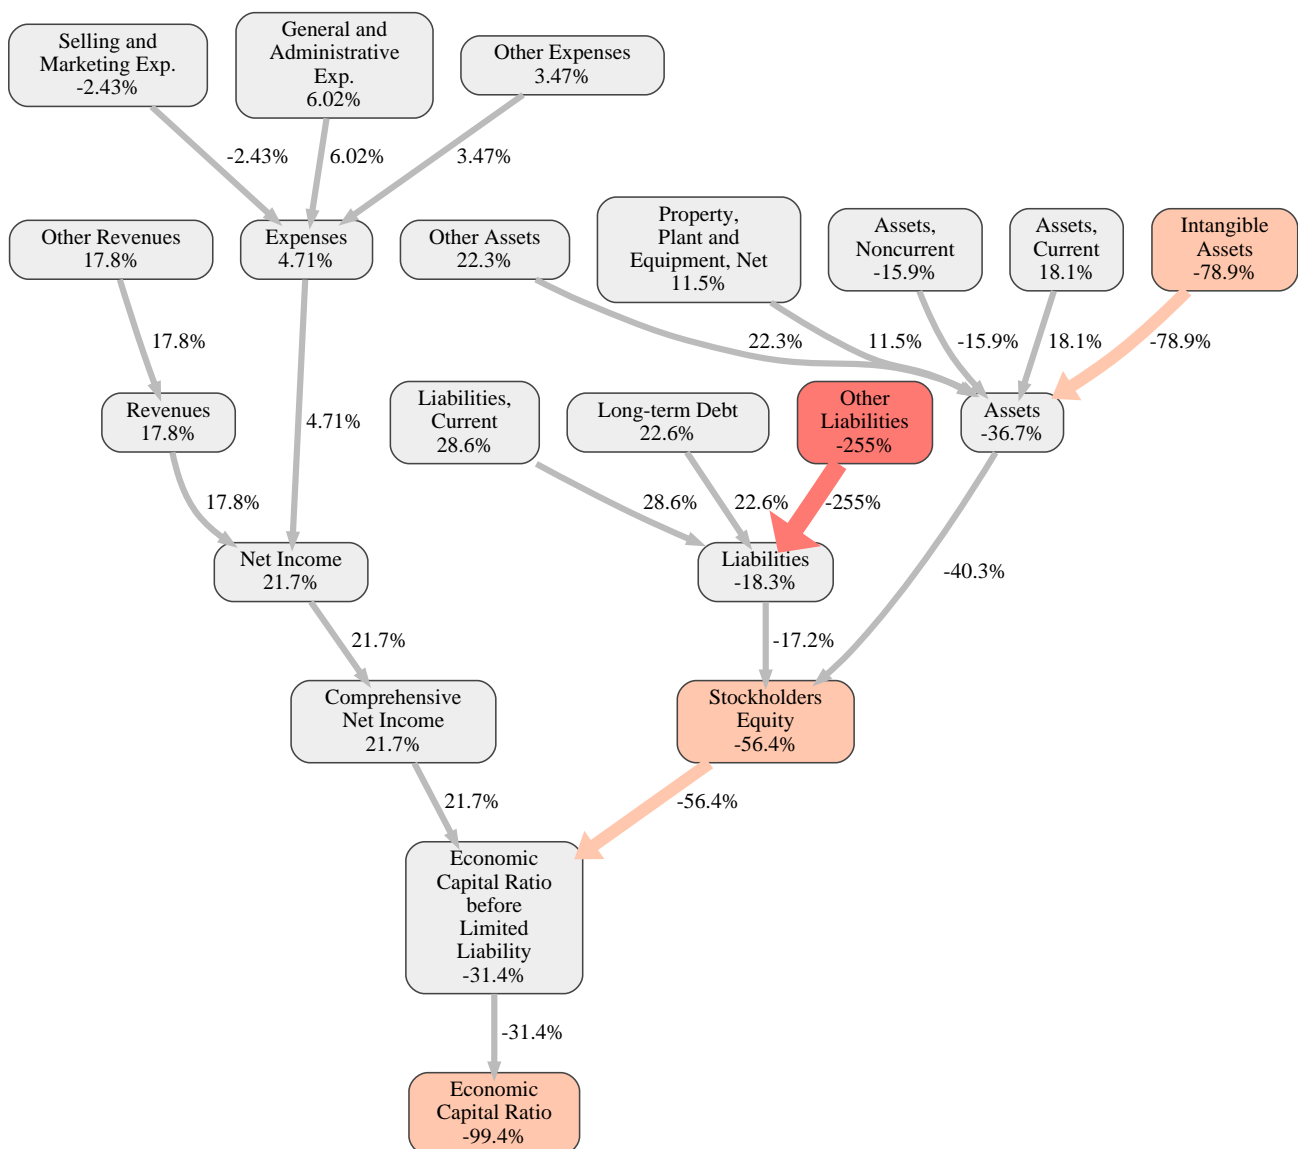 Selling and
Marketing Exp.
-2.43%
General and
Administrative
Exp.
6.02%
Other Expenses
3.47%
-2.43%
6.02%
3.47%
Other Revenues
17.8%
Expenses
4.71%
Other Assets
22.3%
Property,
Plant and
Equipment, Net
11.5%
Assets,
Noncurrent
-15.9%
Assets,
Current
18.1%
Intangible
Assets
-78.9%
17.8%
22.3%
11.5%
-15.9%
18.1%
-78.9%
Revenues
17.8%
4.71%
Liabilities,
Current
28.6%
Long-term Debt
22.6%
Other
Liabilities
-255%
Assets
-36.7%
17.8%
28.6%
22.6%
-255%
Net Income
21.7%
Liabilities
-18.3%
-40.3%
21.7%
-17.2%
Comprehensive
Net Income
21.7%
Stockholders
Equity
-56.4%
21.7%
-56.4%
Economic
Capital Ratio
before
Limited
Liability
-31.4%
-31.4%
Economic
Capital Ratio
-99.4%